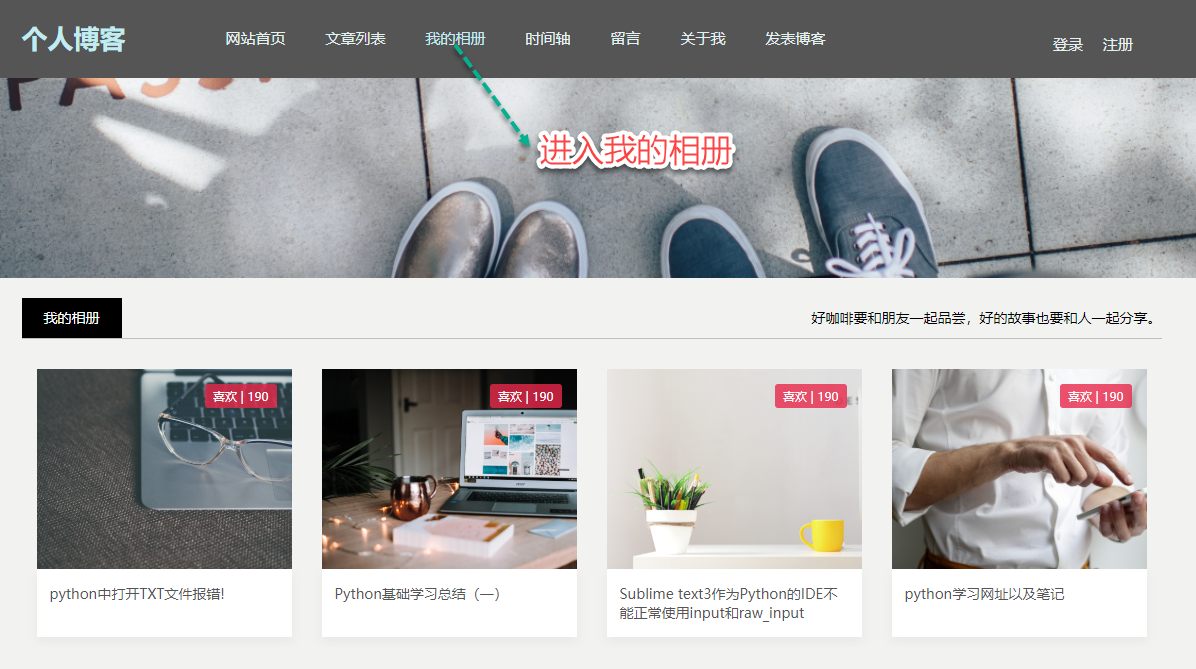 个人博客
网站首页
文章列表
我的相册
时间轴
留言
关于我
发表博客
登录
注册
进入我的相册
我的相册
好咖啡要和朋友一起品尝，好的故事也要和人一起分享。
喜欢 | 190
喜欢 | 190
喜欢 | 190
喜欢 | 190
python中打开TXT文件报错!
Python基础学习总结（一）
Sublime text3作为Python的IDE不
能正常使用input和raw_input
python学习网址以及笔记